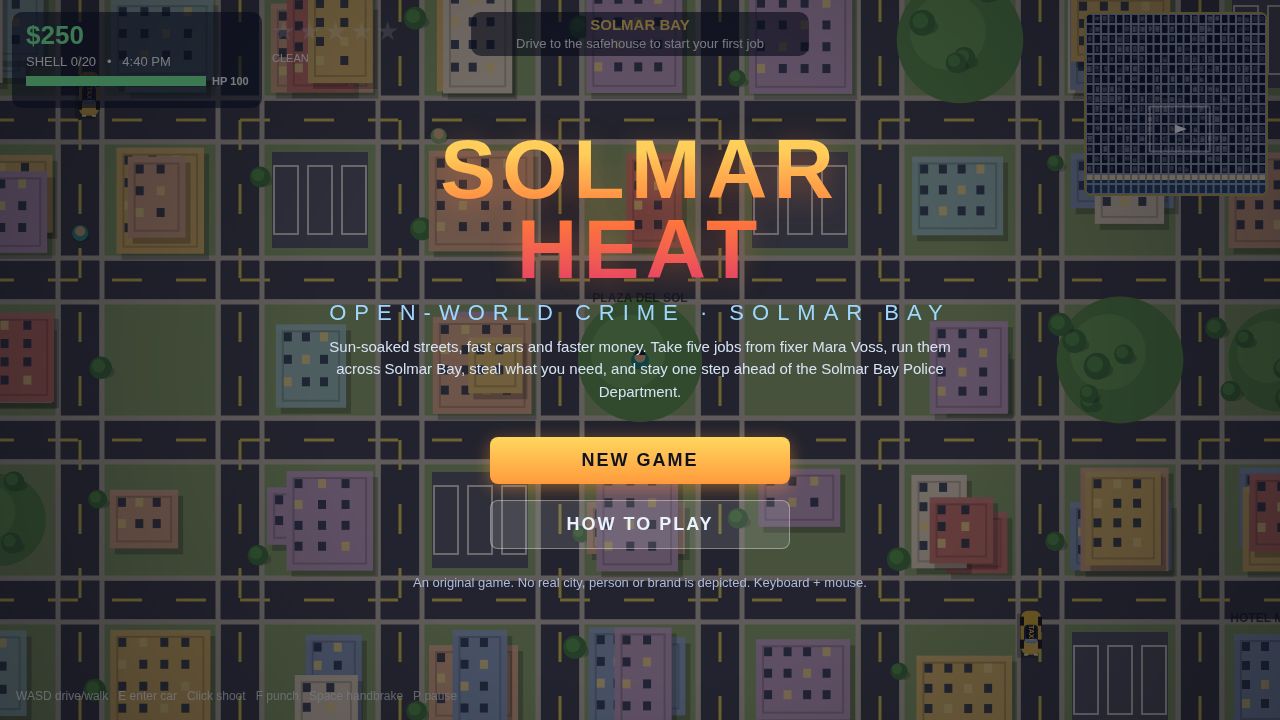 $250
SHELL 0/20 • 4:40 PM
HP 100
★★★★★
CLEAN
SOLMAR BAY
Drive to the safehouse to start your first job
SOLMAR
HEAT
PLAZA DEL SOL
OPEN-WORLD CRIME · SOLMAR BAY
Sun-soaked streets, fast cars and faster money. Take five jobs from fixer Mara Voss, run them
across Solmar Bay, steal what you need, and stay one step ahead of the Solmar Bay Police
Department.
NEW GAME
HOW TO PLAY
An original game. No real city, person or brand is depicted. Keyboard + mouse.
TAXI
WASD drive/walk E enter car Click shoot F punch Space handbrake P pause